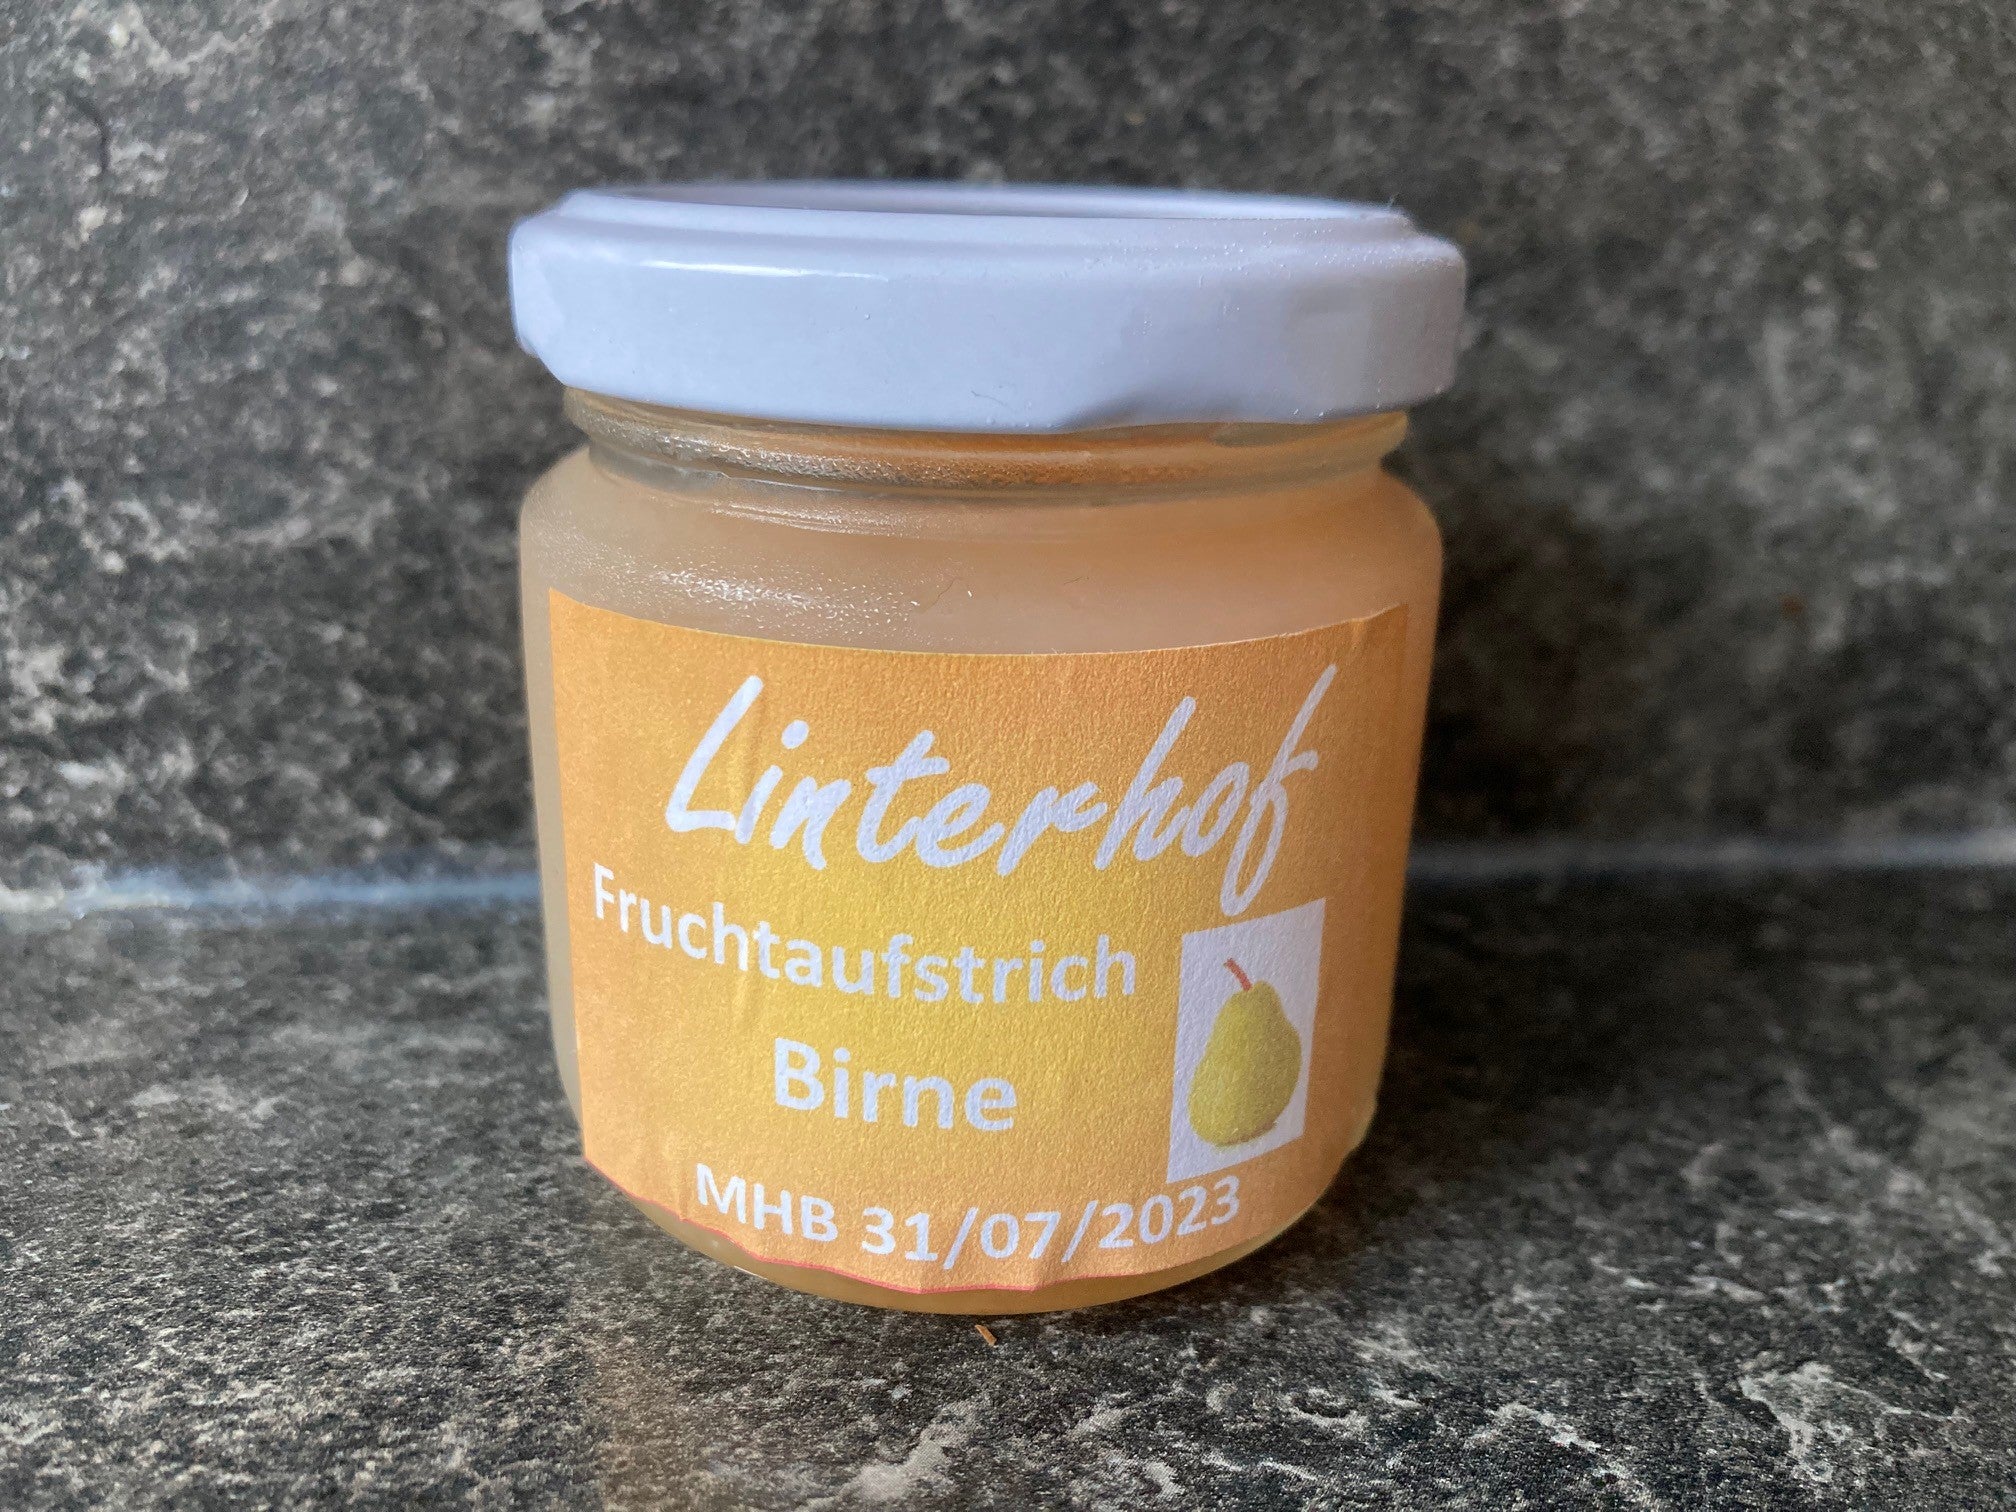 Linterhof
Fruchtaufstrich
Birne
MHB 31/07/2023